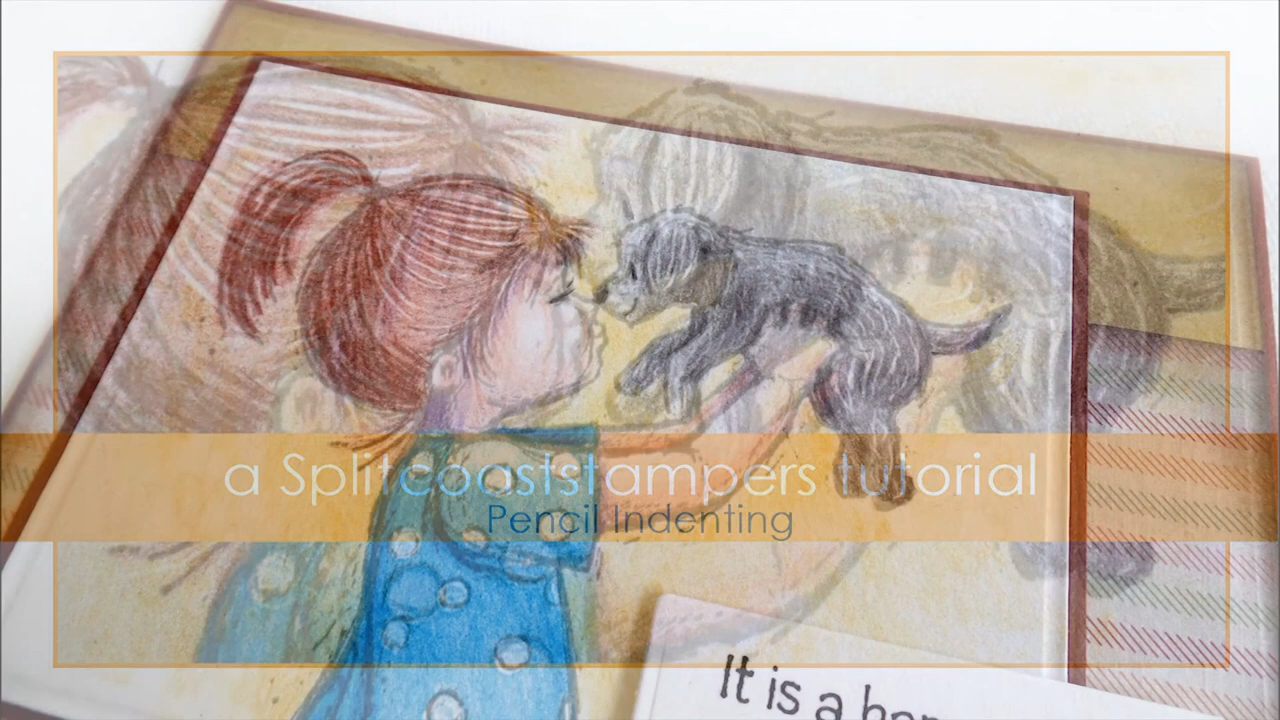 a Splitcoaststampers tutorial
Pencil Indenting
It is a